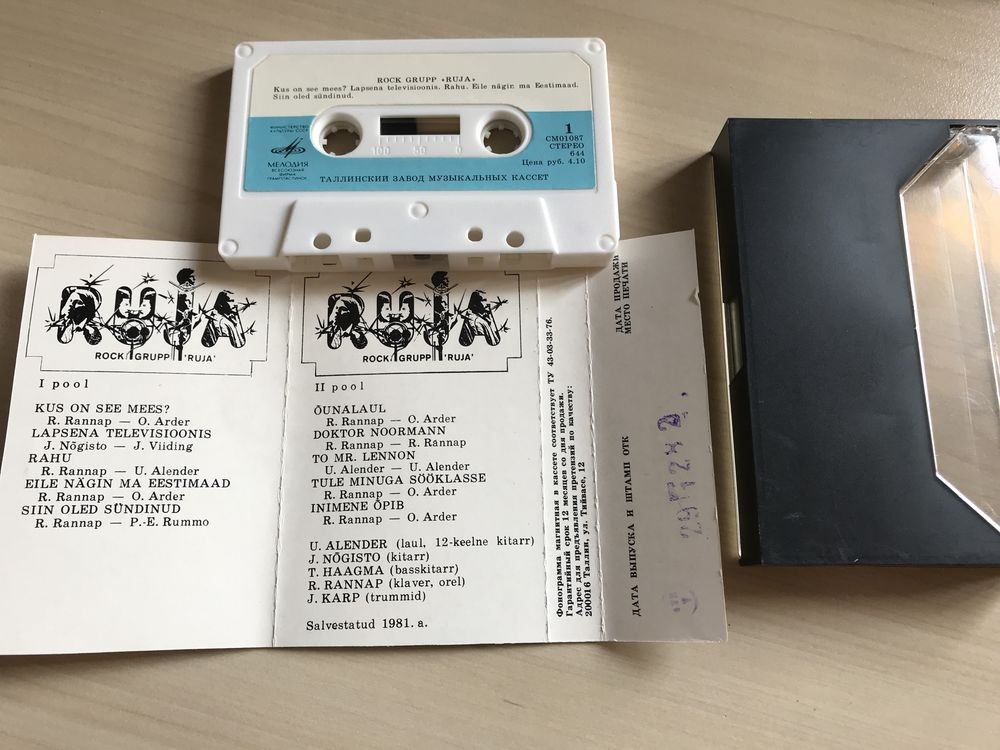 ROCK GRUPP «RUJA»
Kus on see mees? Lapsena televisioonis. Rahu. Eile nägin ma Eestimaad.
Siin oled sündinud.
МИНИСТЕРСТВО
КУЛЬТУРЫ СССР
МЕЛОДИЯ
ВСЕСОЮЗНАЯ
ФИРМА
ГРАМПЛАСТИНОК
100 50 0
1
СМ01087
СТЕРЕО
644
Цена руб. 4.10
ТАЛЛИНСКИЙ ЗАВОД МУЗЫКАЛЬНЫХ КАССЕТ
RUJA
ROCK GRUPP 'RUJA'
I pool
KUS ON SEE MEES?
R. Rannap — O. Arder
LAPSENA TELEVISIOONIS
J. Nõgisto — J. Viiding
RAHU
R. Rannap — U. Alender
EILE NÄGIN MA EESTIMAAD
R. Rannap — O. Arder
SIIN OLED SÜNDINUD
R. Rannap — P.-E. Rummo
RUJA
ROCK GRUPP 'RUJA'
II pool
ÕUNALAUL
R. Rannap — O. Arder
DOKTOR NOORMANN
R. Rannap — R. Rannap
TO MR. LENNON
U. Alender — U. Alender
TULE MINUGA SÖÖKLASSE
R. Rannap — O. Arder
INIMENE ÕPIB
R. Rannap — O. Arder
U. ALENDER (laul, 12-keelne kitarr)
J. NÕGISTO (kitarr)
T. HAAGMA (basskitarr)
R. RANNAP (klaver, orel)
J. KARP (trummid)
Salvestatud 1981. a.
Фонограмма магнитная в кассете соответствует ТУ 43-03-33-76.
Гарантийный срок 12 месяцев со дня продажи.
Адрес для предъявления претензий по качеству:
200016 Таллин, ул. Тийвасе, 12
ДАТА ПРОДАЖИ
МЕСТО ПЕЧАТИ
ДАТА ВЫПУСКА И ШТАМП ОТК